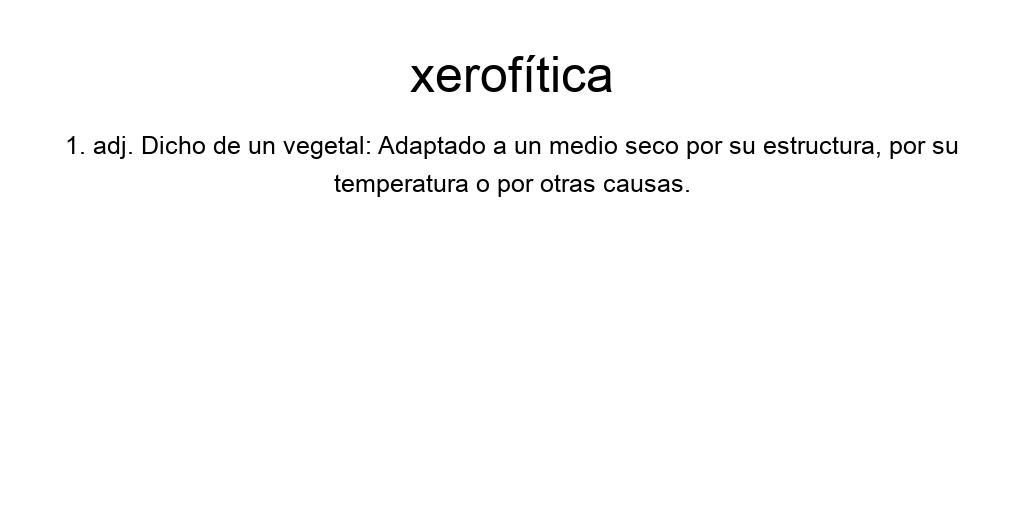 xerofítica
1. adj. Dicho de un vegetal: Adaptado a un medio seco por su estructura, por su
temperatura o por otras causas.